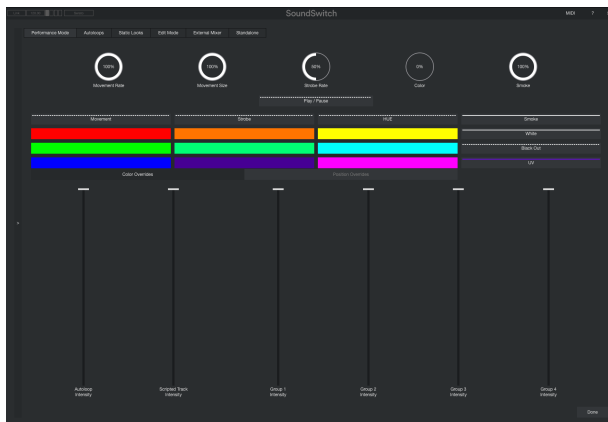 SoundSwitch
MIDI ?
Performance Mode Autoloops Static Looks Edit Mode External Mixer Standalone
100% 100% 50% 0% 100%
Movement Rate Movement Size Strobe Rate Color Smoke
Play / Pause
Movement Strobe HUE Smoke
White
Black Out
UV
Color Overrides Position Overrides
Autoloop Intensity
Scripted Track Intensity
Group 1 Intensity
Group 2 Intensity
Group 3 Intensity
Group 4 Intensity
Done